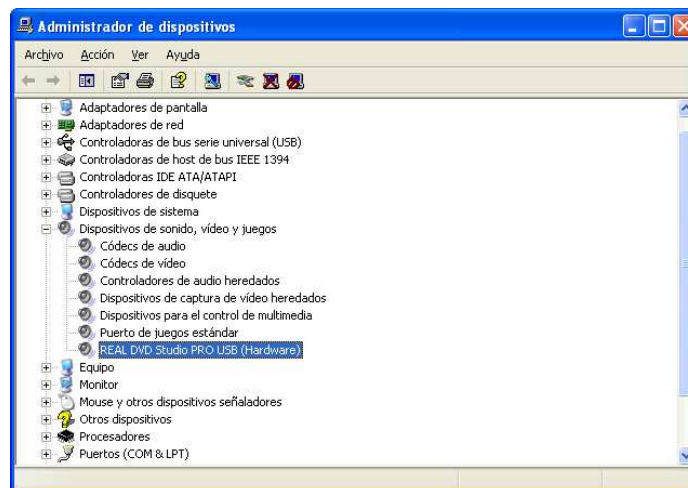 Administrador de dispositivos
Archivo Acción Ver Ayuda
Adaptadores de pantalla
Adaptadores de red
Controladoras de bus serie universal (USB)
Controladoras de host de bus IEEE 1394
Controladoras IDE ATA/ATAPI
Controladores de disquete
Dispositivos de sistema
Dispositivos de sonido, vídeo y juegos
Códecs de audio
Códecs de vídeo
Controladores de audio heredados
Dispositivos de captura de vídeo heredados
Dispositivos para el control de multimedia
Puerto de juegos estándar
REAL DVD Studio PRO USB (Hardware)
Equipo
Monitor
Mouse y otros dispositivos señaladores
Otros dispositivos
Procesadores
Puertos (COM & LPT)